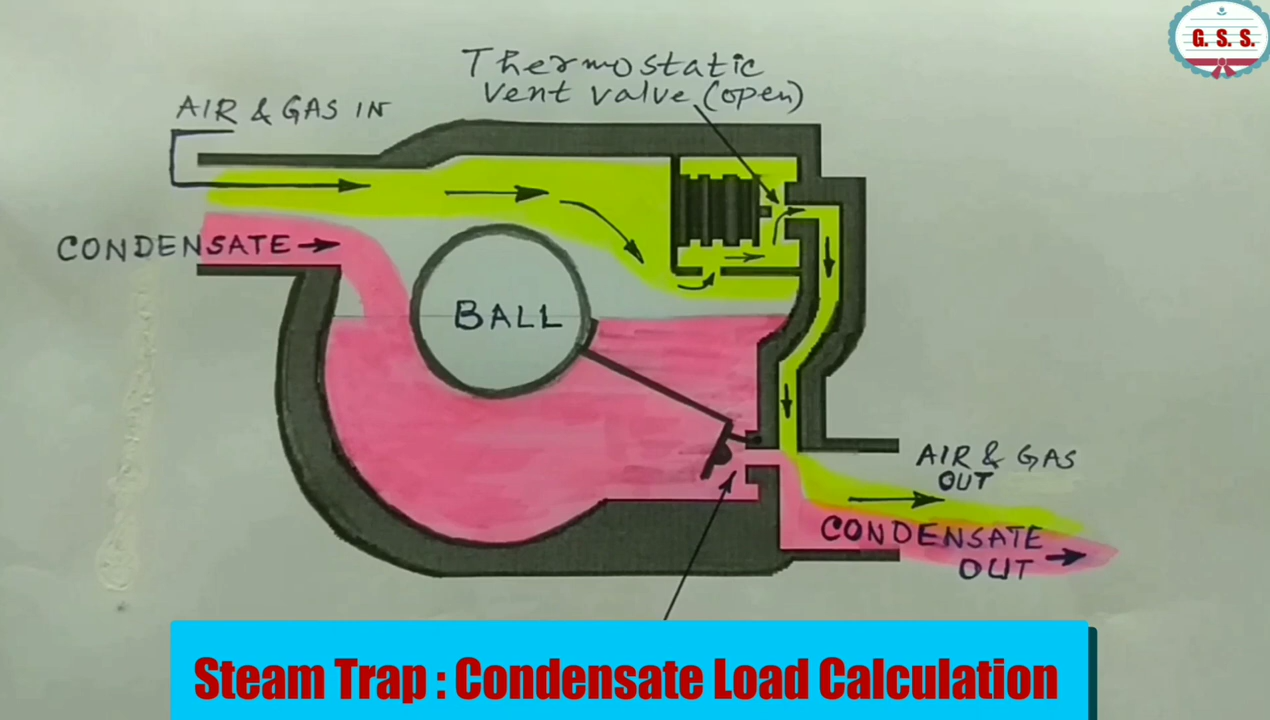 G. S. S.
Thermostatic
vent valve (open)
AIR & GAS IN
CONDENSATE
BALL
AIR & GAS
OUT
CONDENSATE
OUT
Steam Trap : Condensate Load Calculation